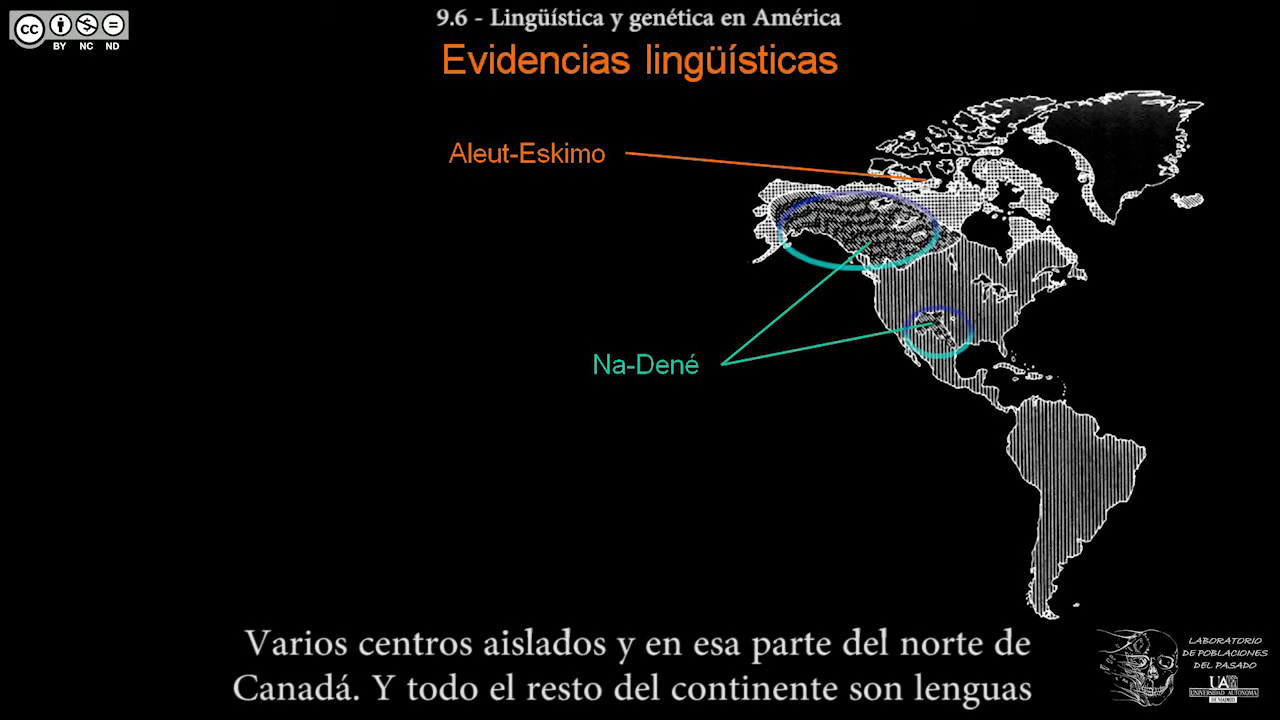 9.6 - Lingüística y genética en América
cc
BY NC ND
Evidencias lingüísticas
Aleut-Eskimo
Na-Dené
Varios centros aislados y en esa parte del norte de
Canadá. Y todo el resto del continente son lenguas
LABORATORIO
DE POBLACIONES
DEL PASADO
UAM
UNIVERSIDAD AUTONOMA
DE MADRID